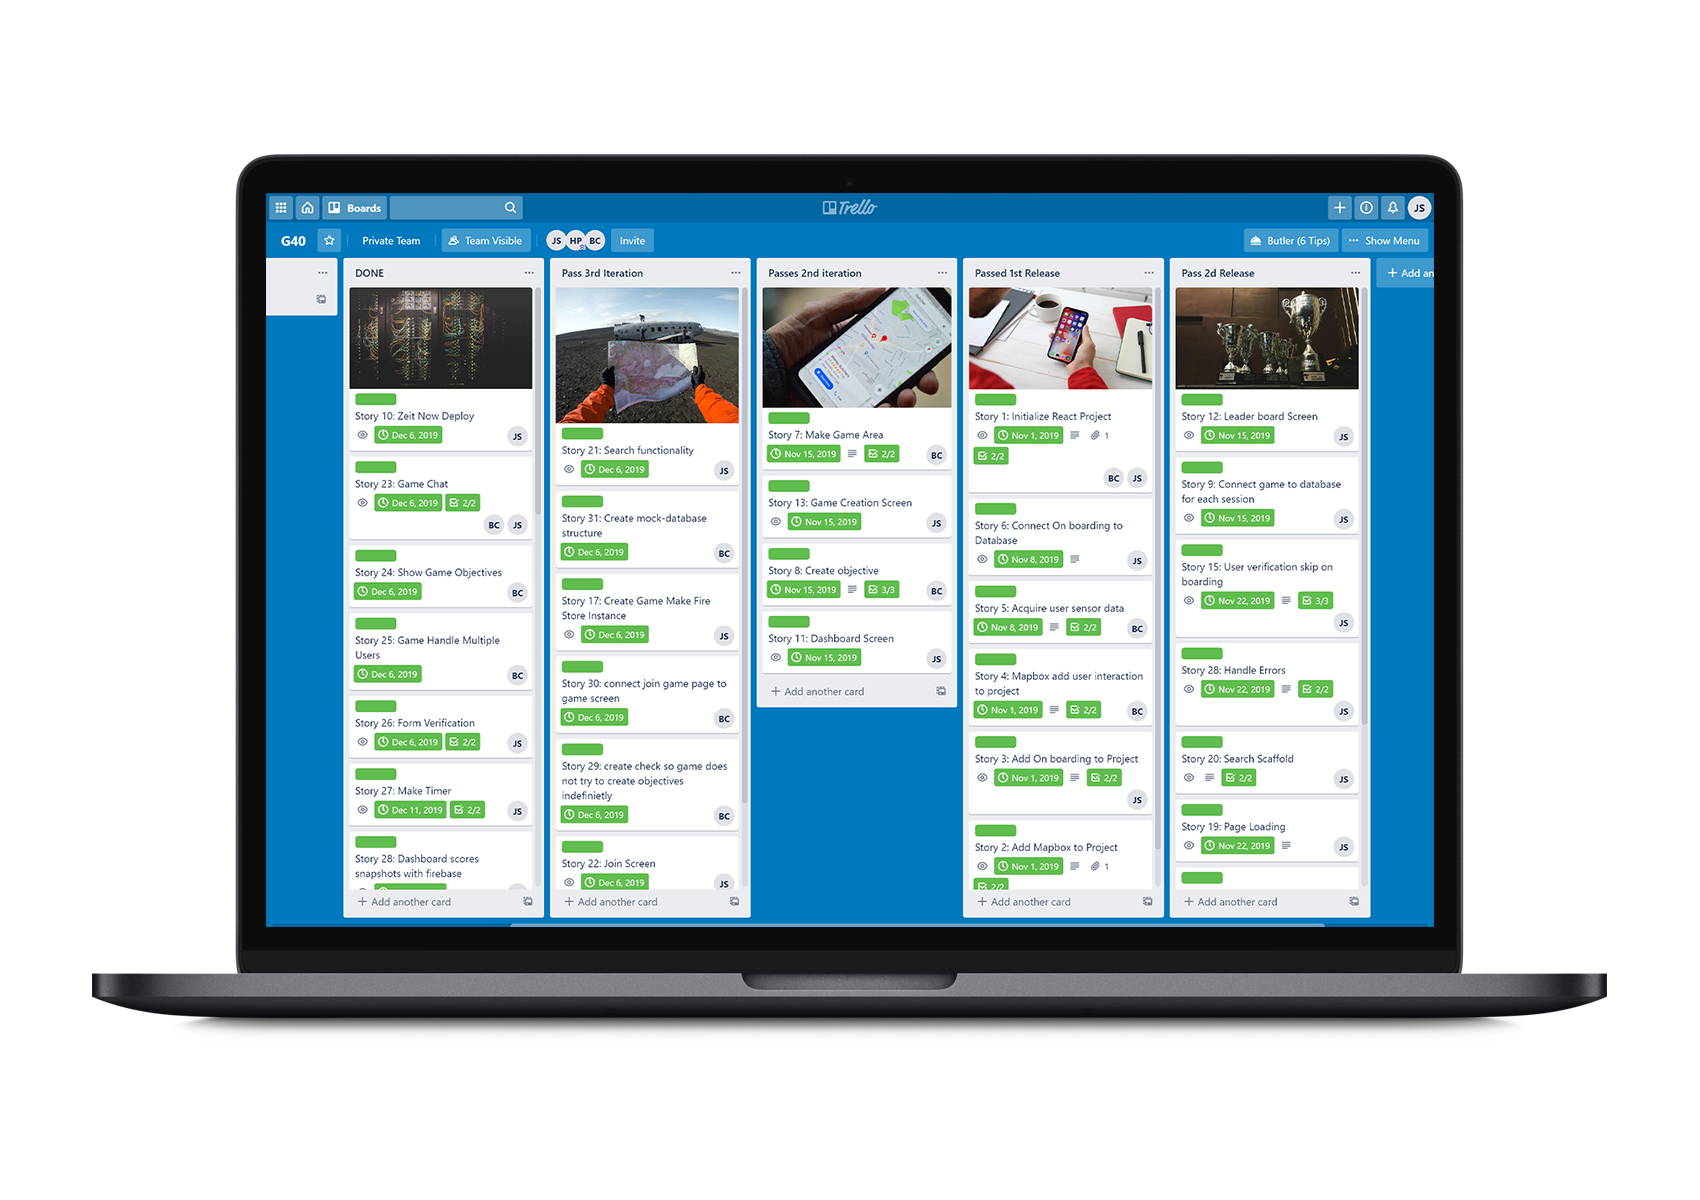 Boards
Trello
JS
G40
Private Team
Team Visible
JS HP BC
Invite
Butler (6 Tips)
Show Menu
DONE
Story 10: Zeit Now Deploy
Dec 6, 2019
JS
Story 23: Game Chat
Dec 6, 2019 2/2
BC JS
Story 24: Show Game Objectives
Dec 6, 2019
BC
Story 25: Game Handle Multiple
Users
Dec 6, 2019
BC
Story 26: Form Verification
Dec 6, 2019 2/2
JS
Story 27: Make Timer
Dec 11, 2019 2/2
JS
Story 28: Dashboard scores
snapshots with firebase
+ Add another card
Pass 3rd Iteration
Story 21: Search functionality
Dec 6, 2019
JS
Story 31: Create mock-database
structure
Dec 6, 2019
BC
Story 17: Create Game Make Fire
Store Instance
Dec 6, 2019
JS
Story 30: connect join game page to
game screen
Dec 6, 2019
BC
Story 29: create check so game does
not try to create objectives
indefinietly
Dec 6, 2019
BC
Story 22: Join Screen
Dec 6, 2019
JS
+ Add another card
Passes 2nd iteration
Story 7: Make Game Area
Nov 15, 2019 2/2
BC
Story 13: Game Creation Screen
Nov 15, 2019
JS
Story 8: Create objective
Nov 15, 2019 3/3
BC
Story 11: Dashboard Screen
Nov 15, 2019
JS
+ Add another card
Passed 1st Release
Story 1: Initialize React Project
Nov 1, 2019 1
2/2
BC JS
Story 6: Connect On boarding to
Database
Nov 8, 2019
JS
Story 5: Acquire user sensor data
Nov 8, 2019 2/2
BC
Story 4: Mapbox add user interaction
to project
Nov 1, 2019 2/2
BC
Story 3: Add On boarding to Project
Nov 1, 2019 2/2
JS
Story 2: Add Mapbox to Project
Nov 1, 2019 1
2/2
+ Add another card
Pass 2d Release
Story 12: Leader board Screen
Nov 15, 2019
JS
Story 9: Connect game to database
for each session
Nov 15, 2019
JS
Story 15: User verification skip on
boarding
Nov 22, 2019 3/3
JS
Story 28: Handle Errors
Nov 22, 2019 2/2
JS
Story 20: Search Scaffold
2/2
JS
Story 19: Page Loading
Nov 22, 2019
JS
+ Add another card
+ Add an